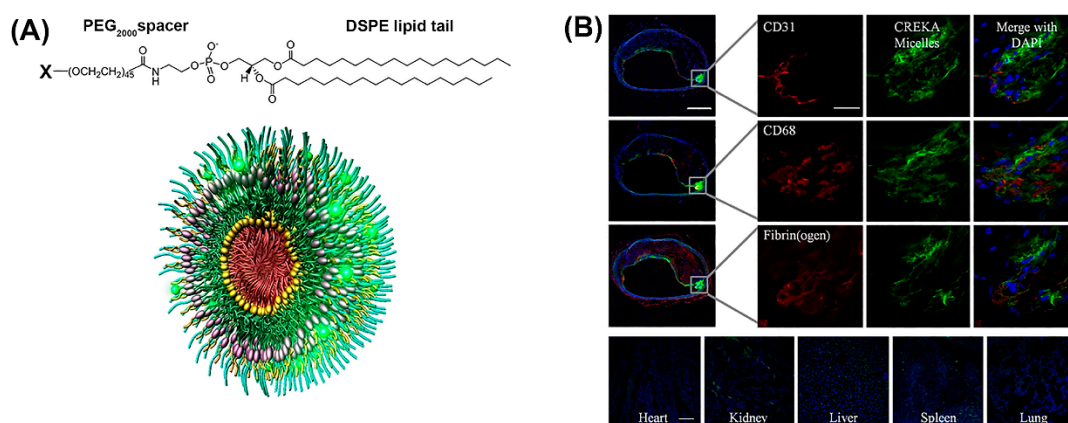 (A)
PEG2000spacer
DSPE lipid tail
X
(OCH2CH2)45
O
N
H
O
P
O-
O
O
H
O
O
O
(B)
CD31
CREKA
Micelles
Merge with
DAPI
CD68
Fibrin(ogen)
Heart
Kidney
Liver
Spleen
Lung